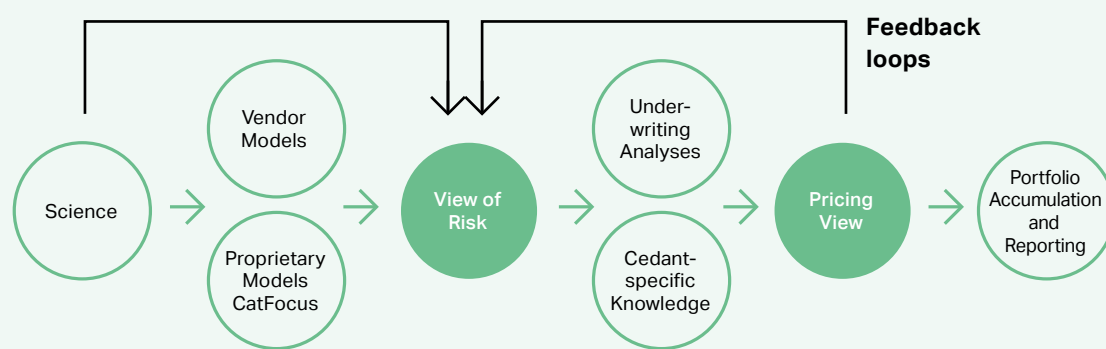 Feedback
loops
Science
Vendor
Models
Proprietary
Models
CatFocus
View of
Risk
Under-
writing
Analyses
Cedant-
specific
Knowledge
Pricing
View
Portfolio
Accumulation
and
Reporting